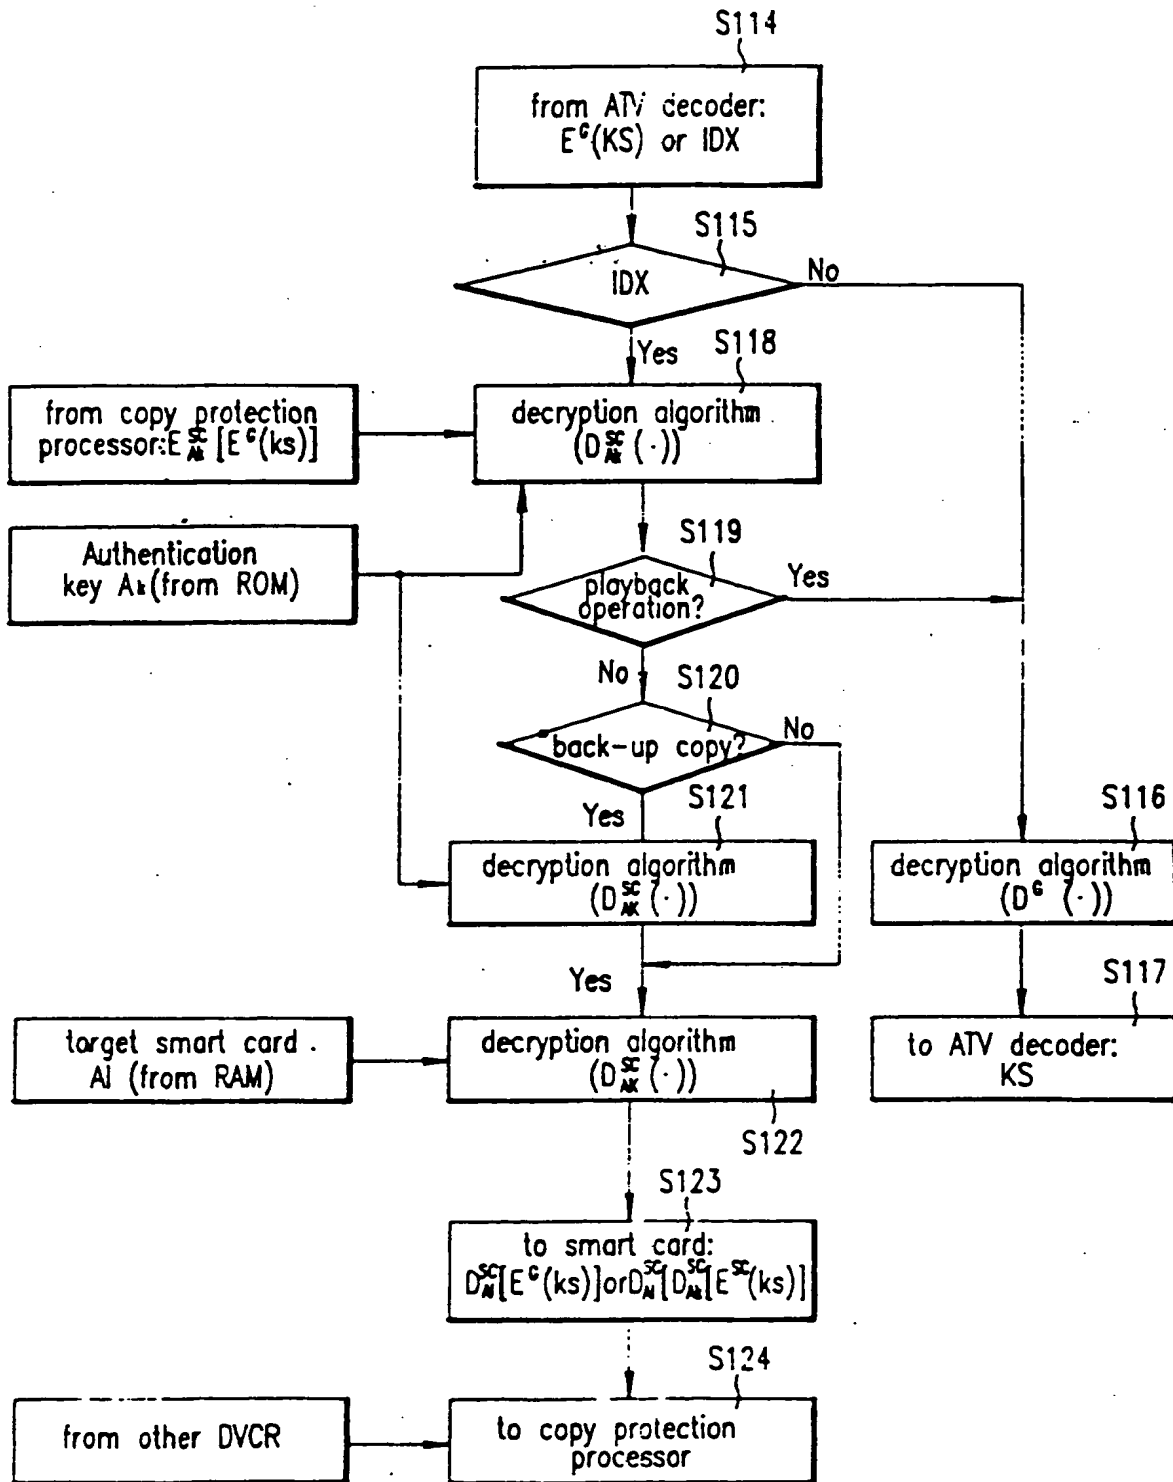 S114
from ATV decoder:
E^G(KS) or IDX
S115
IDX
No
Yes
S118
from copy protection
processor:E^SC_Ak[E^G(ks)]
decryption algorithm
(D^SC_Ak(·))
Authentication
key Ak(from ROM)
S119
playback
operation?
Yes
No
S120
back-up copy?
No
Yes
S121
S116
decryption algorithm
(D^SC_AK(·))
decryption algorithm
(D^G (·))
Yes
S117
target smart card
AI (from RAM)
decryption algorithm
(D^SC_AK(·))
to ATV decoder:
KS
S122
S123
to smart card:
D^SC_AI[E^G(ks)]orD^SC_AI[D^SC_Ak[E^SC(ks)]
S124
from other DVCR
to copy protection
processor